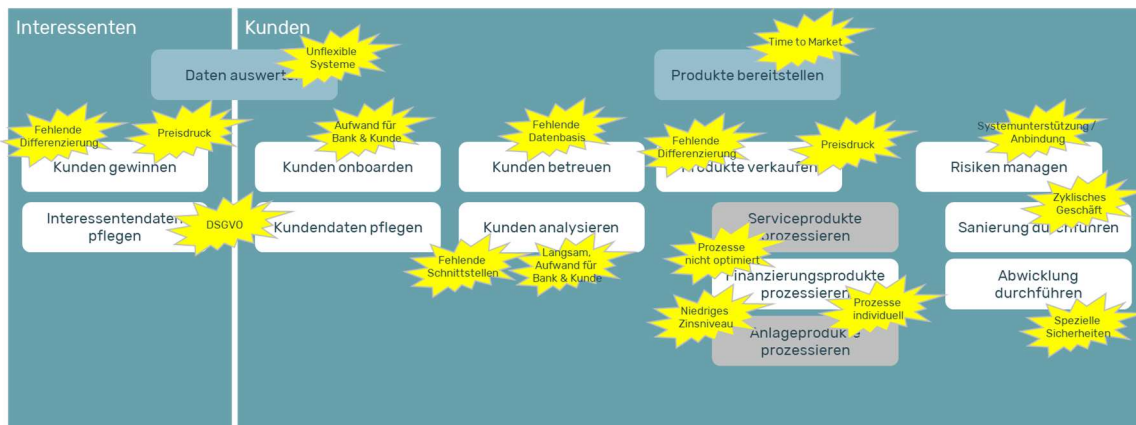 Interessenten
Kunden
Unflexible
Systeme
Time to Market
Daten auswerten
Produkte bereitstellen
Fehlende
Differenzierung
Preisdruck
Aufwand für
Bank & Kunde
Fehlende
Datenbasis
Fehlende
Differenzierung
Preisdruck
Systemunterstützung /
Anbindung
Kunden gewinnen
Kunden onboarden
Kunden betreuen
Produkte verkaufen
Risiken managen
Zyklisches
Geschäft
Interessentendaten
pflegen
DSGVO
Kundendaten pflegen
Kunden analysieren
Serviceprodukte
prozessieren
Sanierung durchführen
Fehlende
Schnittstellen
Langsam,
Aufwand für
Bank & Kunde
Prozesse
nicht optimiert
Finanzierungsprodukte
prozessieren
Abwicklung
durchführen
Niedriges
Zinsniveau
Prozesse
individuell
Spezielle
Sicherheiten
Anlageprodukte
prozessieren